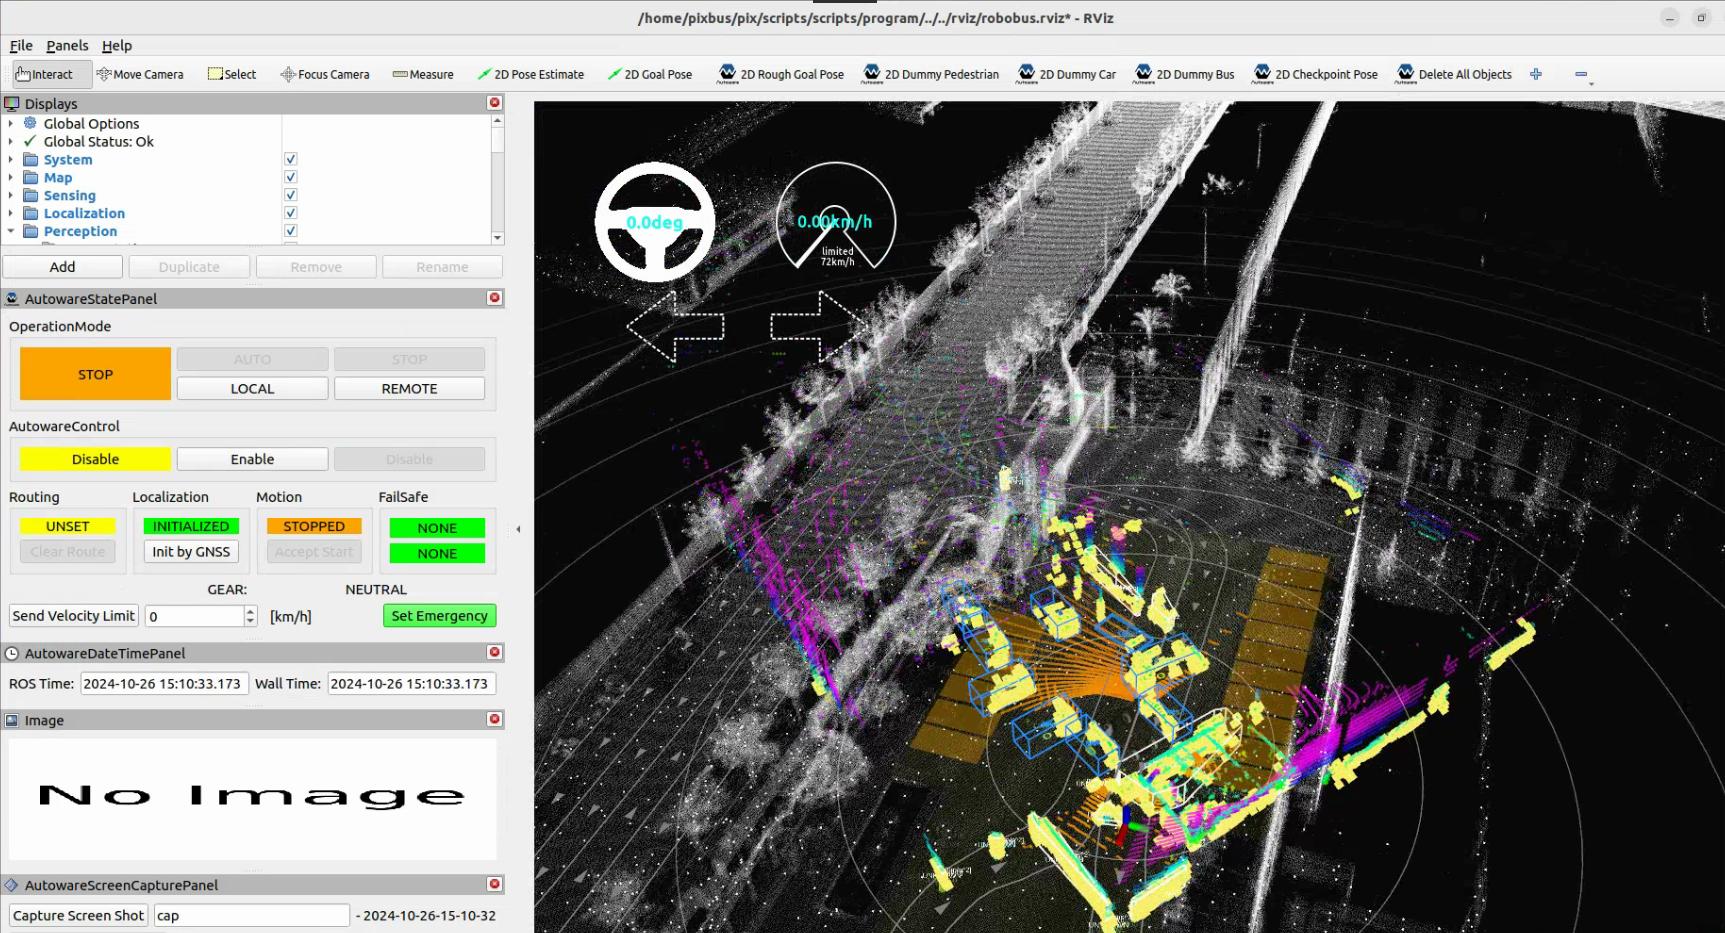 /home/pixbus/pix/scripts/scripts/program/../../rviz/robobus.rviz* - RViz
File Panels Help
Interact Move Camera Select Focus Camera Measure 2D Pose Estimate 2D Goal Pose 2D Rough Goal Pose 2D Dummy Pedestrian 2D Dummy Car 2D Dummy Bus 2D Checkpoint Pose Delete All Objects
Displays
Global Options
Global Status: Ok
System
Map
Sensing
Localization
Perception
Add Duplicate Remove Rename
AutowareStatePanel
OperationMode
STOP AUTO STOP
LOCAL REMOTE
AutowareControl
Disable Enable Disable
Routing Localization Motion FailSafe
UNSET INITIALIZED STOPPED NONE
Clear Route Init by GNSS Accept Start NONE
GEAR: NEUTRAL
Send Velocity Limit 0 [km/h] Set Emergency
AutowareDateTimePanel
ROS Time: 2024-10-26 15:10:33.173 Wall Time: 2024-10-26 15:10:33.173
Image
No Image
AutowareScreenCapturePanel
Capture Screen Shot cap - 2024-10-26-15-10-32
0.0deg 0.00km/h
limited
72km/h